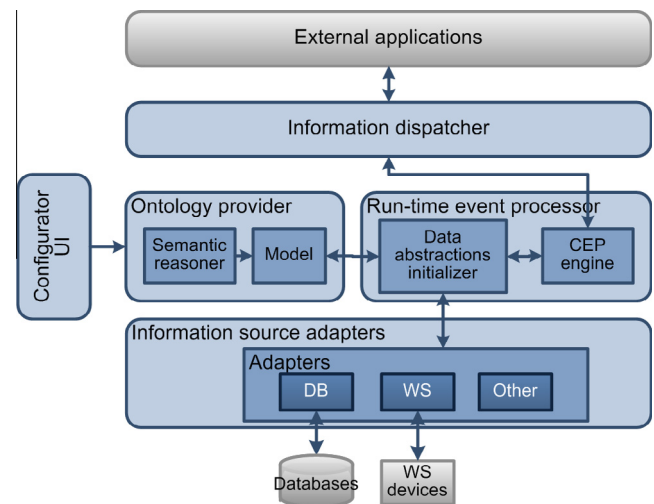 External applications
Information dispatcher
Configurator
UI
Ontology provider
Semantic
reasoner
Model
Run-time event processor
Data
abstractions
initializer
CEP
engine
Information source adapters
Adapters
DB
WS
Other
Databases
WS
devices